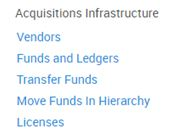 Acquisitions Infrastructure
Vendors
Funds and Ledgers
Transfer Funds
Move Funds In Hierarchy
Licenses